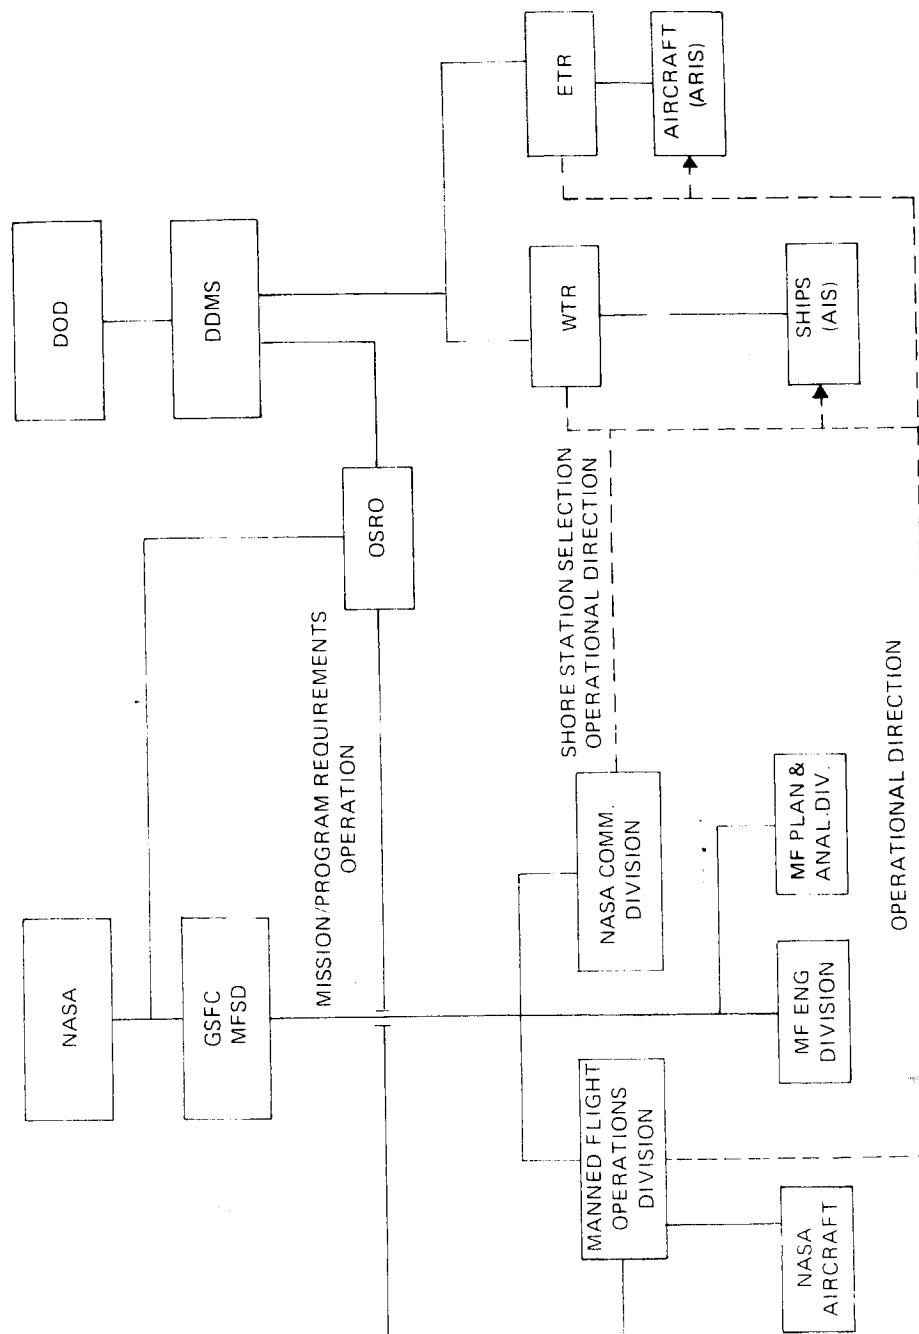 NASA
DOD
GSFC
MFSD
DDMS
MISSION/PROGRAM REQUIREMENTS
OPERATION
OSRO
MANNED FLIGHT
OPERATIONS
DIVISION
NASA COMM.
DIVISION
SHORE STATION SELECTION
OPERATIONAL DIRECTION
WTR
ETR
NASA
AIRCRAFT
MF ENG
DIVISION
MF PLAN &
ANAL.DIV.
SHIPS
(AIS)
AIRCRAFT
(ARIS)
OPERATIONAL DIRECTION